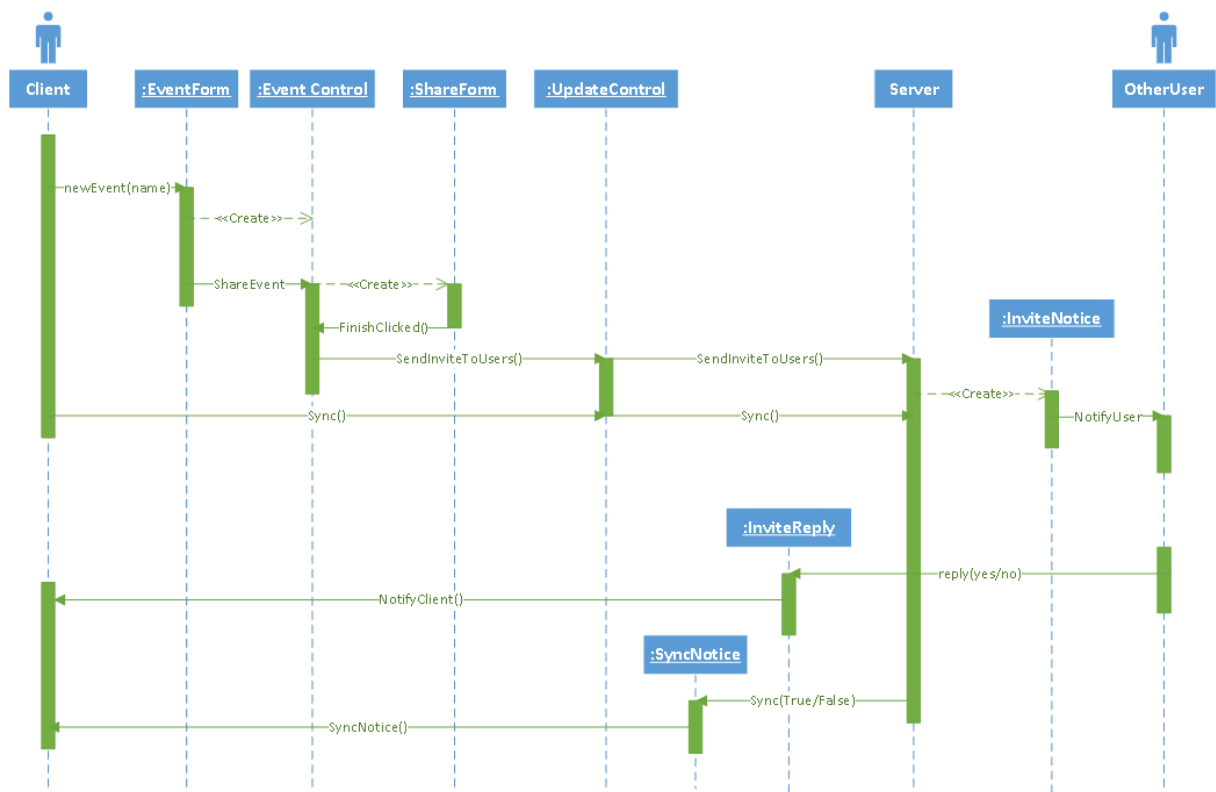 Client
:EventForm
:Event Control
:ShareForm
:UpdateControl
Server
OtherUser
newEvent(name)
<<Create>>
ShareEvent
<<Create>>
:InviteNotice
FinishClicked()
SendInviteToUsers()
SendInviteToUsers()
<<Create>>
Sync()
Sync()
NotifyUser
:InviteReply
reply(yes/no)
NotifyClient()
:SyncNotice
Sync(True/False)
SyncNotice()